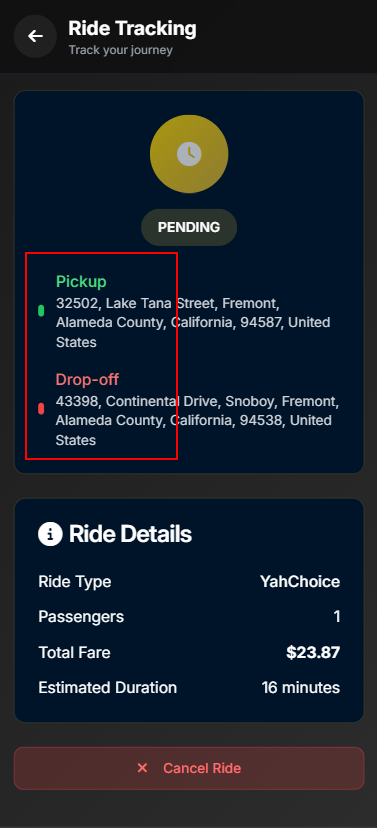 Ride Tracking
Track your journey
PENDING
Pickup
32502, Lake Tana Street, Fremont,
Alameda County, California, 94587, United
States
Drop-off
43398, Continental Drive, Snoboy, Fremont,
Alameda County, California, 94538, United
States
Ride Details
Ride Type YahChoice
Passengers 1
Total Fare $23.87
Estimated Duration 16 minutes
Cancel Ride